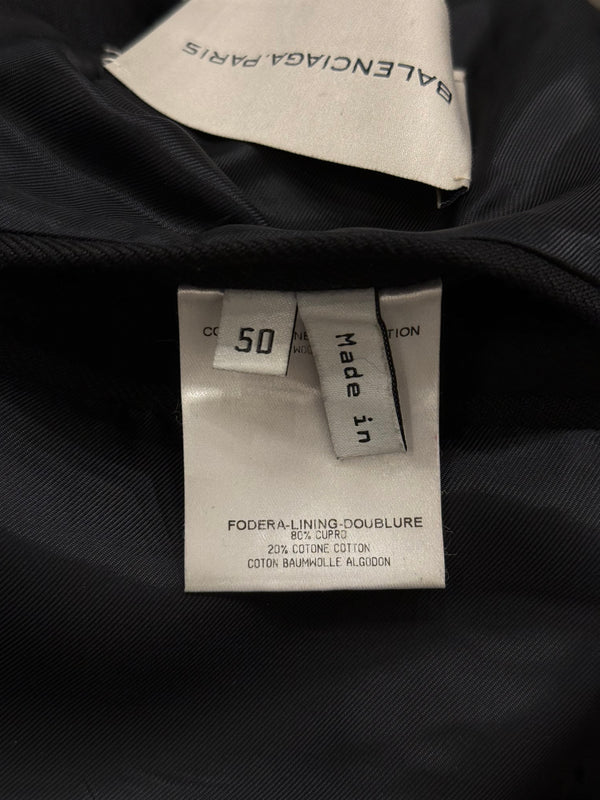 BALENCIAGA.PARIS
50
Made in
FODERA-LINING-DOUBLURE
80% CUPRO
20% COTONE COTTON
COTON BAUMWOLLE ALGODON